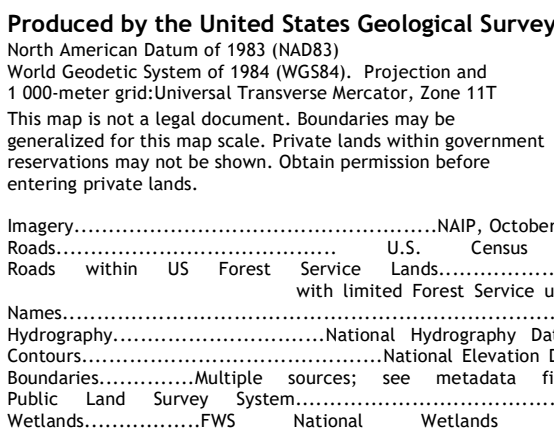 Produced by the United States Geological Survey
North American Datum of 1983 (NAD83)
World Geodetic System of 1984 (WGS84). Projection and
1 000-meter grid:Universal Transverse Mercator, Zone 11T
This map is not a legal document. Boundaries may be
generalized for this map scale. Private lands within government
reservations may not be shown. Obtain permission before
entering private lands.
Imagery.....................................................NAIP, October
Roads......................................... U.S. Census
Roads within US Forest Service Lands.................
with limited Forest Service u
Names.......................................................................
Hydrography...............................National Hydrography Dat
Contours............................................National Elevation D
Boundaries..............Multiple sources; see metadata fi
Public Land Survey System......................................
Wetlands.................FWS National Wetlands